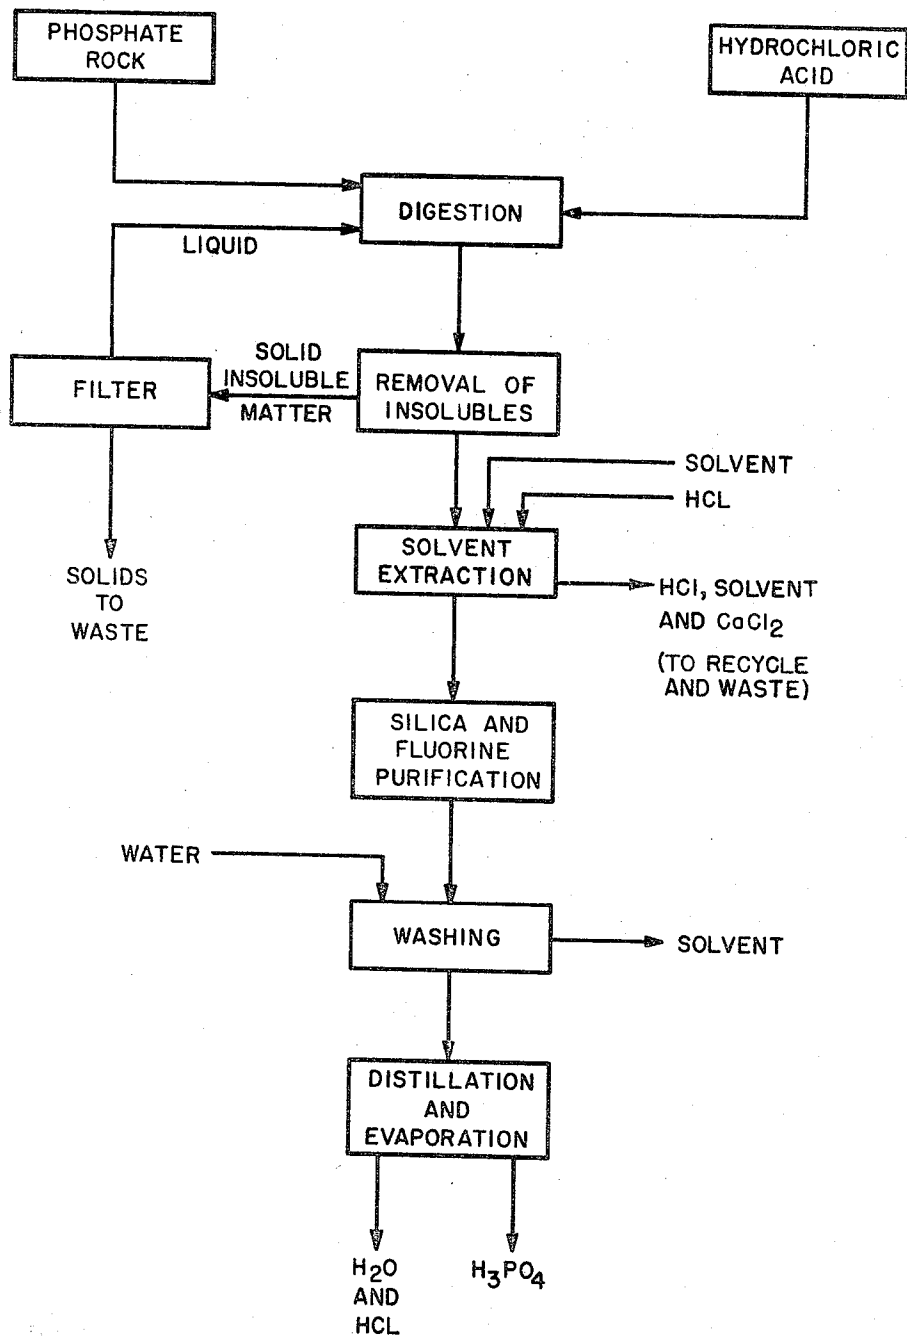 PHOSPHATE
ROCK
HYDROCHLORIC
ACID
DIGESTION
LIQUID
SOLID
INSOLUBLE
MATTER
FILTER
REMOVAL OF
INSOLUBLES
SOLVENT
HCL
SOLVENT
EXTRACTION
SOLIDS
TO
WASTE
HCl, SOLVENT
AND CaCl2
(TO RECYCLE
AND WASTE)
SILICA AND
FLUORINE
PURIFICATION
WATER
WASHING
SOLVENT
DISTILLATION
AND
EVAPORATION
H2O
AND
HCL
H3PO4